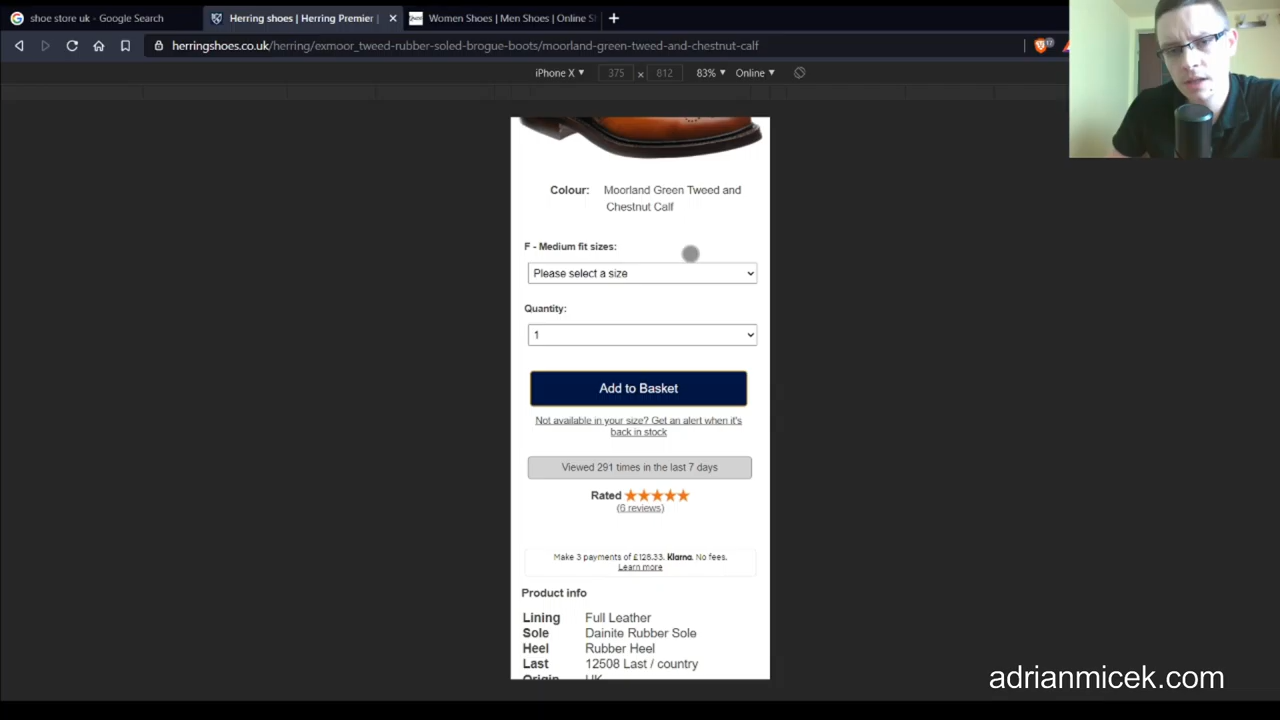 shoe store uk - Google Search
Herring shoes | Herring Premier |
Women Shoes | Men Shoes | Online S
herringshoes.co.uk/herring/exmoor_tweed-rubber-soled-brogue-boots/moorland-green-tweed-and-chestnut-calf
17
iPhone X 375 x 812 83% Online
Colour: Moorland Green Tweed and
Chestnut Calf
F - Medium fit sizes:
Please select a size
Quantity:
1
Add to Basket
Not available in your size? Get an alert when it's
back in stock
Viewed 291 times in the last 7 days
Rated ★★★★★
(6 reviews)
Make 3 payments of £128.33. Klarna. No fees.
Learn more
Product info
Lining Full Leather
Sole Dainite Rubber Sole
Heel Rubber Heel
Last 12508 Last / country
Origin UK
adrianmicek.com